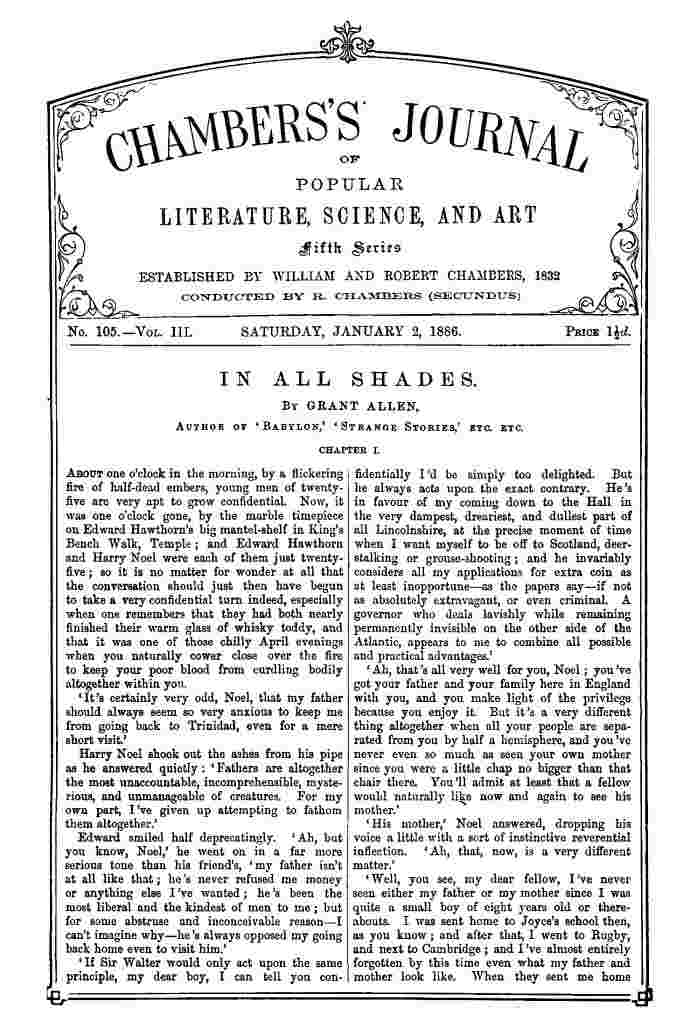 CHAMBERS'S JOURNAL
OF
POPULAR
LITERATURE, SCIENCE, AND ART
Fifth Series
ESTABLISHED BY WILLIAM AND ROBERT CHAMBERS, 1832
CONDUCTED BY R. CHAMBERS (SECUNDUS)
No. 105.—Vol. III. SATURDAY, JANUARY 2, 1886. Price 1½d.
IN ALL SHADES.
By GRANT ALLEN,
Author of 'Babylon,' 'Strange Stories,' etc. etc.
CHAPTER I.
About one o'clock in the morning, by a flickering
fire of half-dead embers, young men of twenty-
five are very apt to grow confidential. Now, it
was one o'clock gone, by the marble timepiece
on Edward Hawthorn's big mantel-shelf in King's
Bench Walk, Temple; and Edward Hawthorn
and Harry Noel were each of them just twenty-
five; so it is no matter for wonder at all that
the conversation should just then have begun
to take a very confidential turn indeed, especially
when one remembers that they had both nearly
finished their warm glass of whisky toddy, and
that it was one of those chilly April evenings
when you naturally cower close over the fire
to keep your poor blood from curdling bodily
altogether within you.
'It's certainly very odd, Noel, that my father
should always seem so very anxious to keep me
from going back to Trinidad, even for a mere
short visit.'
Harry Noel shook out the ashes from his pipe
as he answered quietly: 'Fathers are altogether
the most unaccountable, incomprehensible, myste-
rious, and unmanageable of creatures. For my
own part, I've given up attempting to fathom
them altogether.'
Edward smiled half deprecatingly. 'Ah, but
you know, Noel,' he went on in a far more
serious tone than his friend's, 'my father isn't
at all like that; he's never refused me money
or anything else I've wanted; he's been the
most liberal and the kindest of men to me; but
for some abstruse and inconceivable reason—I
can't imagine why—he's always opposed my going
back home even to visit him.'
'If Sir Walter would only act upon the same
principle, my dear boy, I can tell you con-
fidentially I'd be simply too delighted. But
he always acts upon the exact contrary. He's
in favour of my coming down to the Hall in
the very dampest, dreariest, and dullest part of
all Lincolnshire, at the precise moment of time
when I want myself to be off to Scotland, deer-
stalking or grouse-shooting; and he invariably
considers all my applications for extra coin as
at least inopportune—as the papers say—if not
as absolutely extravagant, or even criminal. A
governor who deals lavishly while remaining
permanently invisible on the other side of the
Atlantic, appears to me to combine all possible
and practical advantages.'
'Ah, that's all very well for you, Noel; you've
got your father and your family here in England
with you, and you make light of the privilege
because you enjoy it. But it's a very different
thing altogether when all your people are sepa-
rated from you by half a hemisphere, and you've
never even so much as seen your own mother
since you were a little chap no bigger than that
chair there. You'll admit at least that a fellow
would naturally like now and again to see his
mother.'
'His mother,' Noel answered, dropping his
voice a little with a sort of instinctive reverential
inflection. 'Ah, that, now, is a very different
matter.'
'Well, you see, my dear fellow, I've never
seen either my father or my mother since I was
quite a small boy of eight years old or there-
abouts. I was sent home to Joyce's school then,
as you know; and after that, I went to Rugby,
and next to Cambridge; and I've almost entirely
forgotten by this time even what my father and
mother look like. When they sent me home